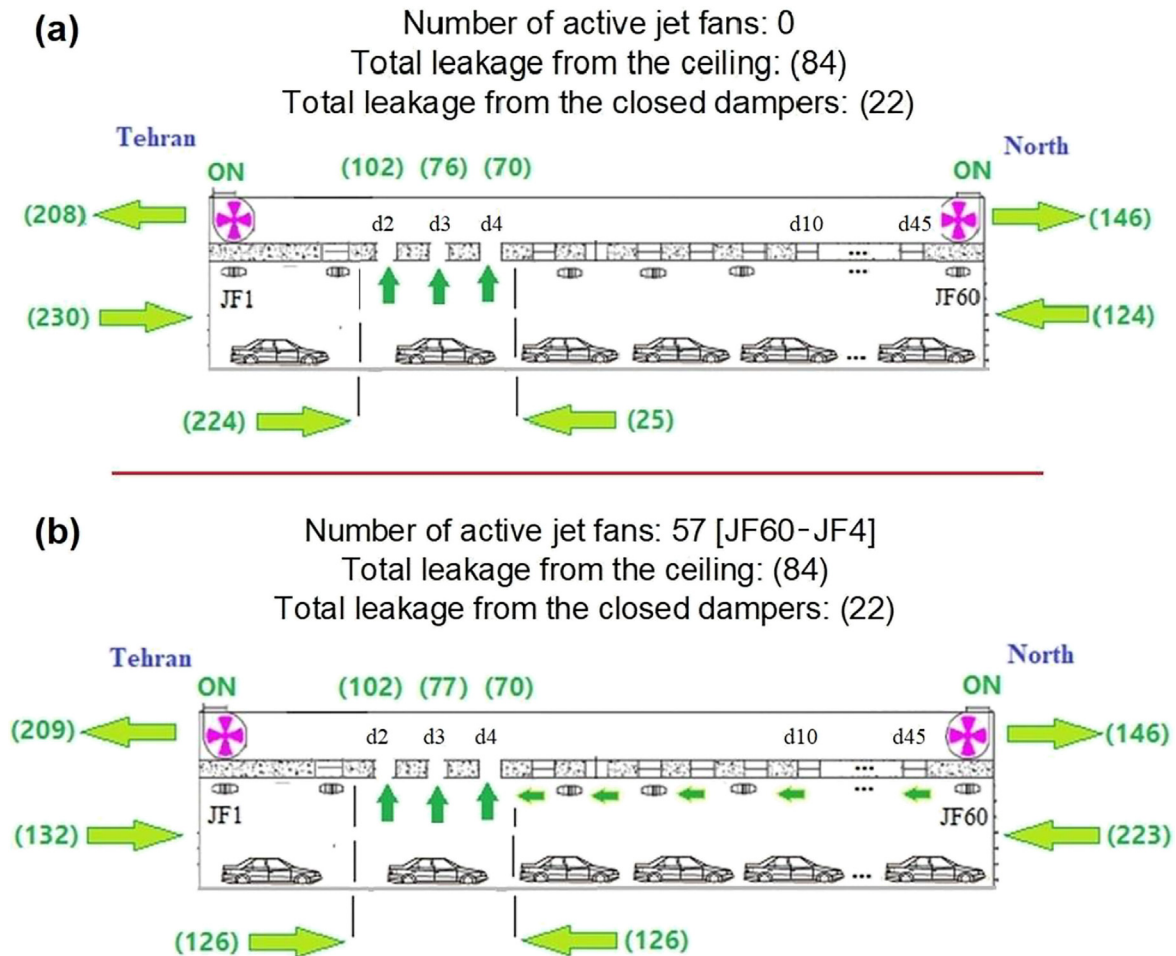 (a)
Number of active jet fans: 0
Total leakage from the ceiling: (84)
Total leakage from the closed dampers: (22)
Tehran
North
ON
(102) (76) (70)
ON
(208)
(146)
d2 d3 d4 d10 d45
...
JF1
...
JF60
(230)
(124)
...
(224)
(25)
(b)
Number of active jet fans: 57 [JF60-JF4]
Total leakage from the ceiling: (84)
Total leakage from the closed dampers: (22)
Tehran
North
ON
(102) (77) (70)
ON
(209)
(146)
d2 d3 d4 d10 d45
...
JF1
...
JF60
(132)
(223)
...
(126)
(126)